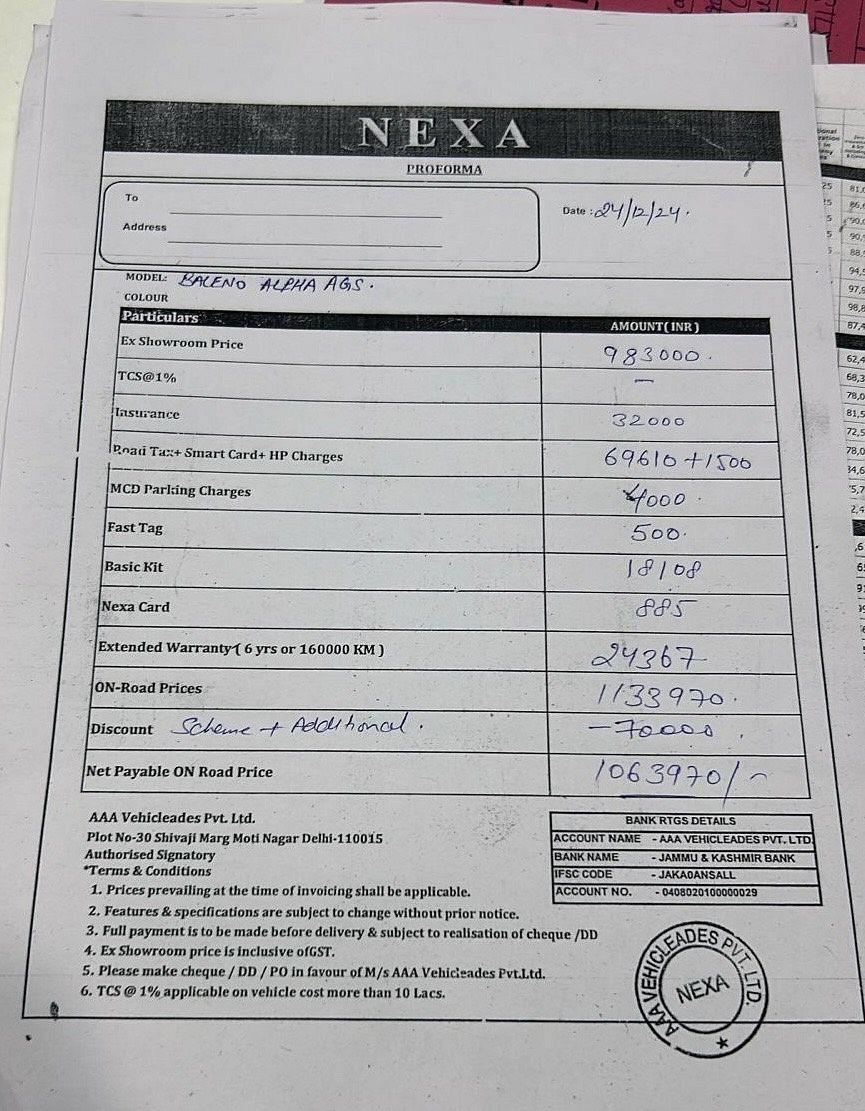 NEXA
PROFORMA
To
Date : 24/12/24.
Address
MODEL: BALENO ALPHA AGS.
COLOUR
Particulars AMOUNT(INR)
Ex Showroom Price 983000.
TCS@1% —
Insurance 32000
Road Tax+ Smart Card+ HP Charges 69610+1500
MCD Parking Charges 4000.
Fast Tag 500.
Basic Kit 18108
Nexa Card 885
Extended Warranty( 6 yrs or 160000 KM ) 24367
ON-Road Prices 1133970.
Discount Scheme + Additional. -70000.
Net Payable ON Road Price 1063970/-
AAA Vehicleades Pvt. Ltd.
Plot No-30 Shivaji Marg Moti Nagar Delhi-110015
Authorised Signatory
*Terms & Conditions
1. Prices prevailing at the time of invoicing shall be applicable.
2. Features & specifications are subject to change without prior notice.
3. Full payment is to be made before delivery & subject to realisation of cheque /DD
4. Ex Showroom price is inclusive ofGST.
5. Please make cheque / DD / PO in favour of M/s AAA Vehicleades Pvt.Ltd.
6. TCS @ 1% applicable on vehicle cost more than 10 Lacs.
BANK RTGS DETAILS
ACCOUNT NAME - AAA VEHICLEADES PVT. LTD
BANK NAME - JAMMU & KASHMIR BANK
IFSC CODE - JAKA0ANSALL
ACCOUNT NO. - 0408020100000029
AAA VEHICLEADES PVT. LTD.
NEXA